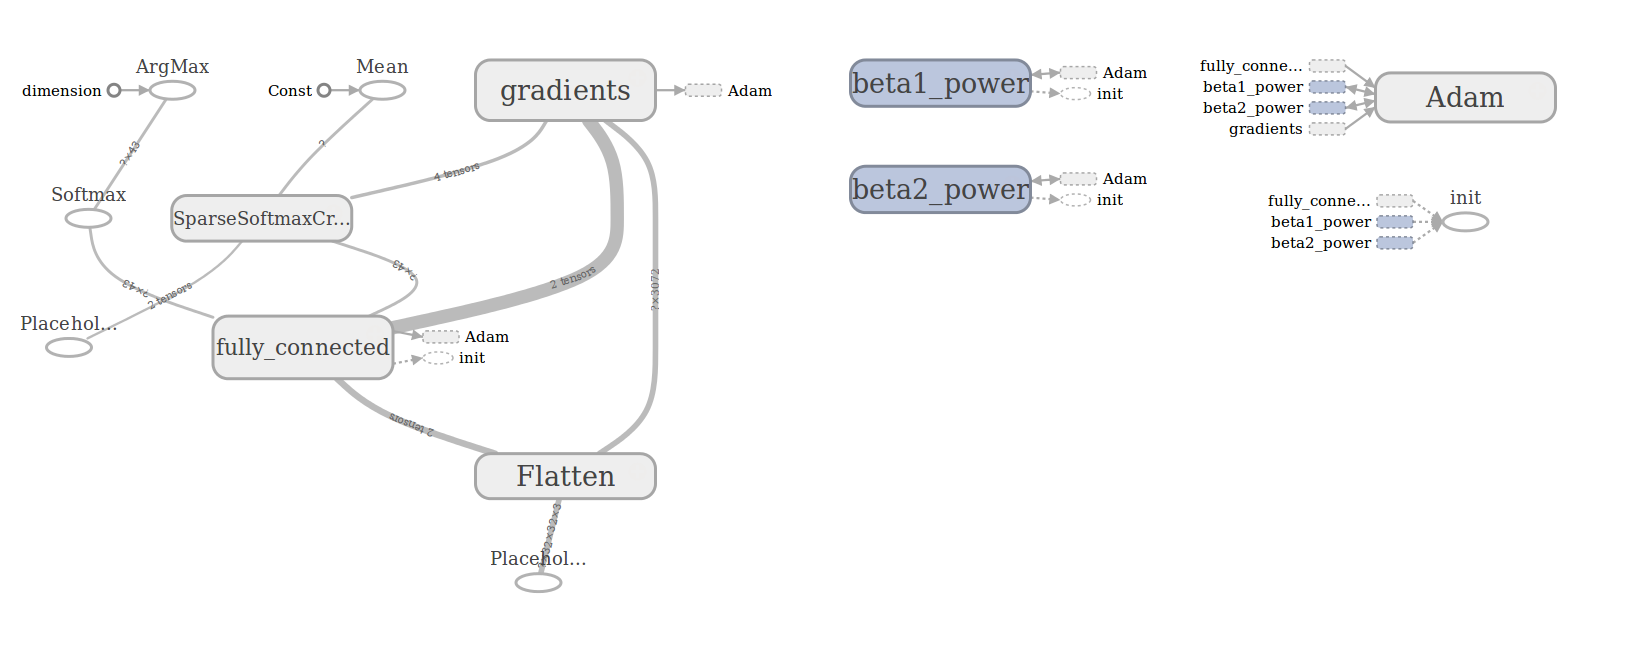 ArgMax
dimension
Mean
Const
gradients
Adam
?×43
?
4 tensors
Softmax
SparseSoftmaxCr...
?×43
2 tensors
?×43
2 tensors
?×3072
Placehol...
fully_connected
Adam
init
2 tensors
Flatten
?×32×32×3
Placehol...
beta1_power
Adam
init
beta2_power
Adam
init
fully_conne...
beta1_power
beta2_power
gradients
Adam
init
fully_conne...
beta1_power
beta2_power